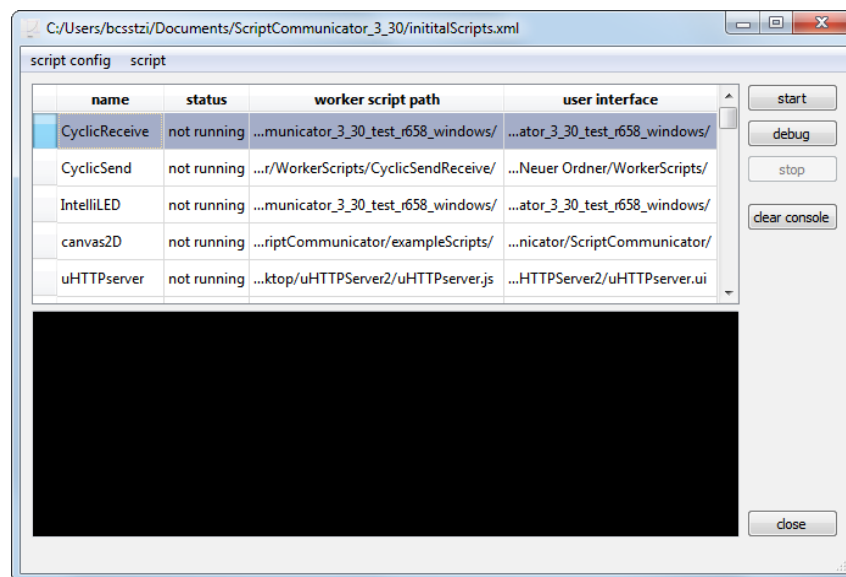 C:/Users/bcsstzi/Documents/ScriptCommunicator_3_30/inititalScripts.xml
script config script
name status worker script path user interface
CyclicReceive not running ...municator_3_30_test_r658_windows/ ...ator_3_30_test_r658_windows/
CyclicSend not running ...r/WorkerScripts/CyclicSendReceive/ ...Neuer Ordner/WorkerScripts/
IntelliLED not running ...municator_3_30_test_r658_windows/ ...ator_3_30_test_r658_windows/
canvas2D not running ...riptCommunicator/exampleScripts/ ...nicator/ScriptCommunicator/
uHTTPserver not running ...ktop/uHTTPServer2/uHTTPserver.js ...HTTPServer2/uHTTPserver.ui
start
debug
stop
clear console
close